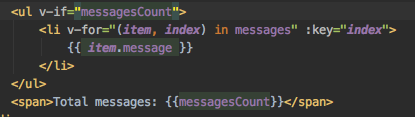 <ul v-if="messagesCount">
<li v-for="(item, index) in messages" :key="index">
{{ item.message }}
</li>
</ul>
<span>Total messages: {{messagesCount}}</span>